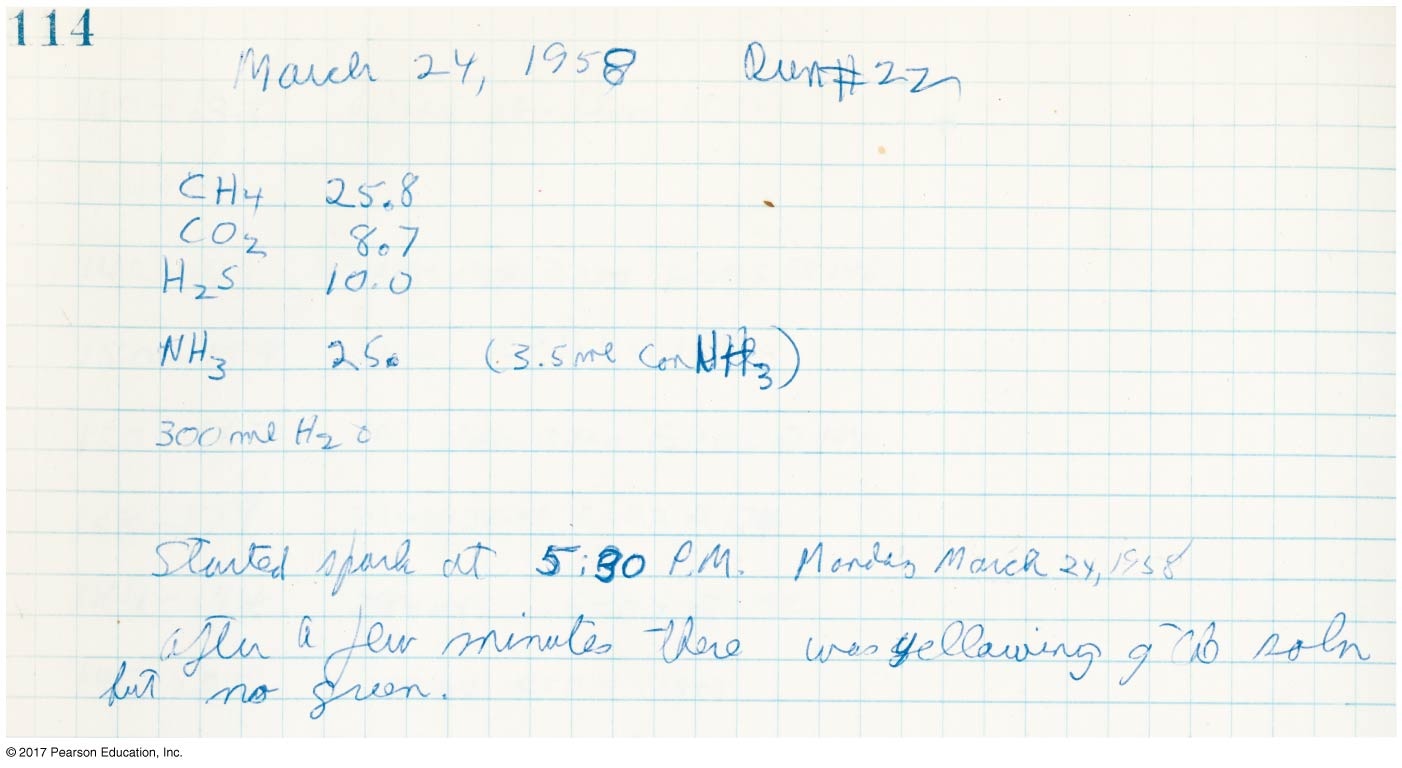 114
March 24, 1958 Run #22
CH4 25.8
CO2 8.7
H2S 10.0
NH3 25. (3.5 ml Con NH3)
300 ml H2O
Started spark at 5:30 P.M. Monday March 24, 1958
after a few minutes there was yellowing of the soln
but no green.
© 2017 Pearson Education, Inc.